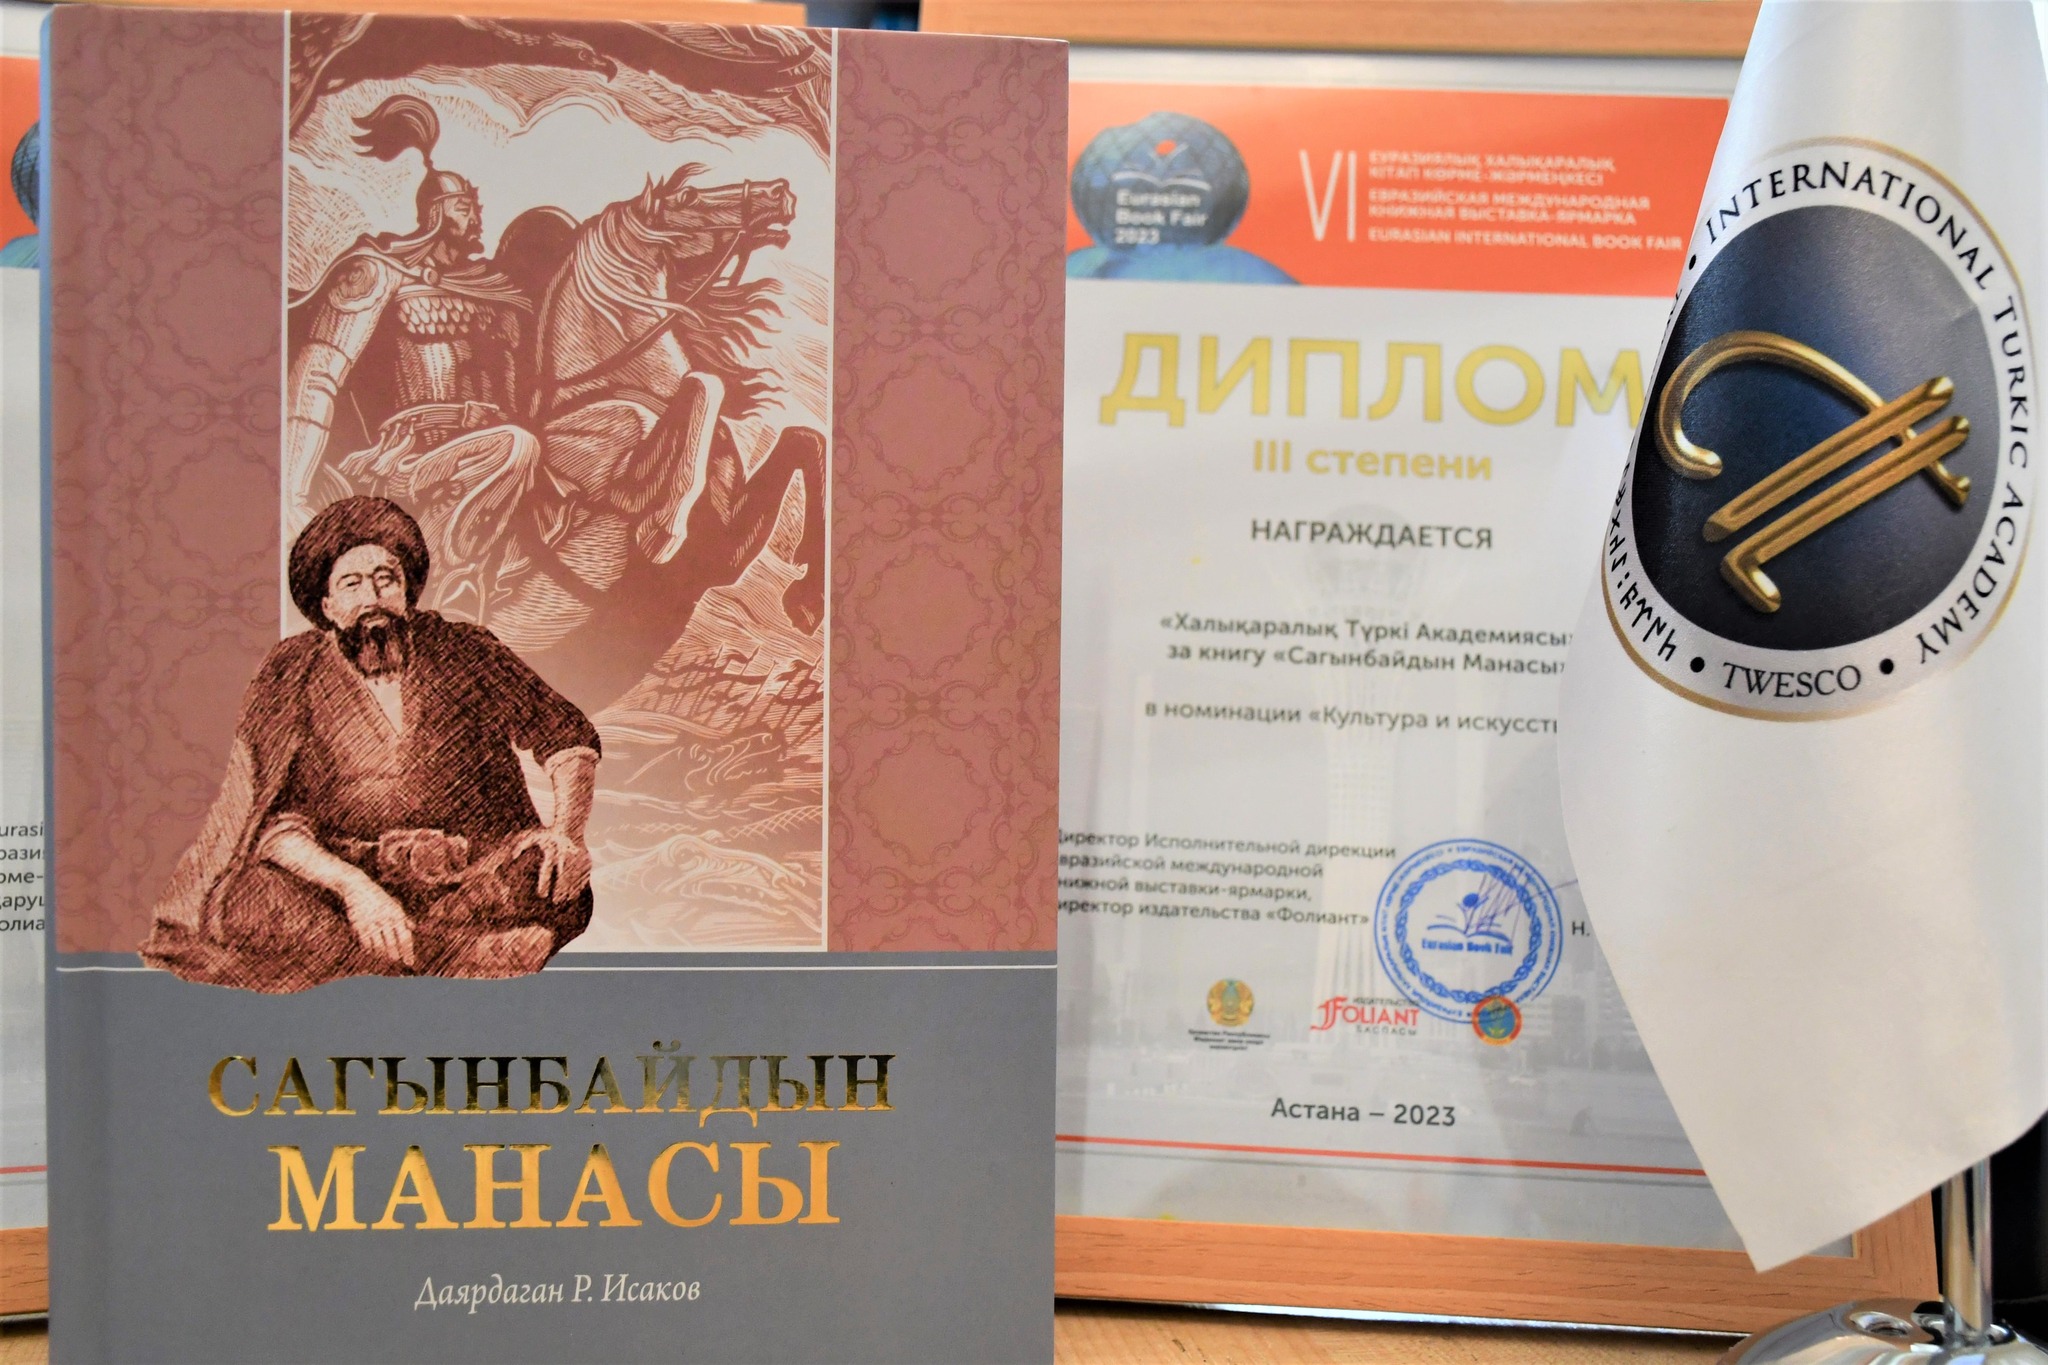 САГЫНБАЙДЫН
МАНАСЫ
Даярдаган Р. Исаков
Eurasian
Book Fair
2023
VI
ЕУРАЗИЯЛЫҚ ХАЛЫҚАРАЛЫҚ
КІТАП КӨРМЕ-ЖӘРМЕҢКЕСІ
ЕВРАЗИЙСКАЯ МЕЖДУНАРОДНАЯ
КНИЖНАЯ ВЫСТАВКА-ЯРМАРКА
EURASIAN INTERNATIONAL BOOK FAIR
ДИПЛОМ
III степени
НАГРАЖДАЕТСЯ
«Халықаралық Түркі Академиясы»
за книгу «Сагынбайдын Манасы»
в номинации «Культура и искусств
Директор Исполнительной дирекции
Евразийской международной
книжной выставки-ярмарки,
директор издательства «Фолиант»
Н.
Eurasian Book Fair
ИЗДАТЕЛЬСТВО
FOLIANT
БАСПАСЫ
Астана – 2023
INTERNATIONAL TURKIC ACADEMY
• TWESCO •